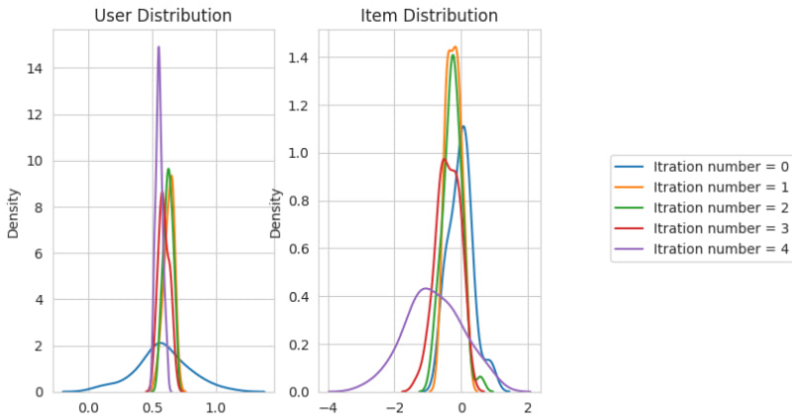 User Distribution
Item Distribution
Density
14
12
10
8
6
4
2
0
0.0
0.5
1.0
Density
1.4
1.2
1.0
0.8
0.6
0.4
0.2
0.0
−4
−2
0
2
Itration number = 0
Itration number = 1
Itration number = 2
Itration number = 3
Itration number = 4